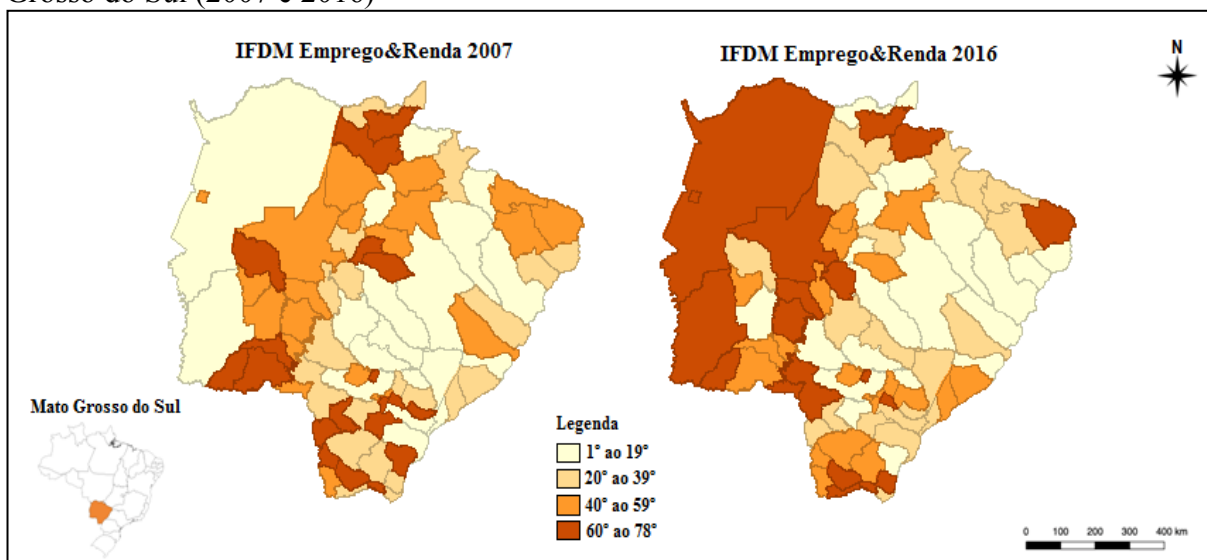 Grosso do Sul (2007 e 2016)
IFDM Emprego&Renda 2007
IFDM Emprego&Renda 2016
N
Mato Grosso do Sul
Legenda
1° ao 19°
20° ao 39°
40° ao 59°
60° ao 78°
0 100 200 300 400 km